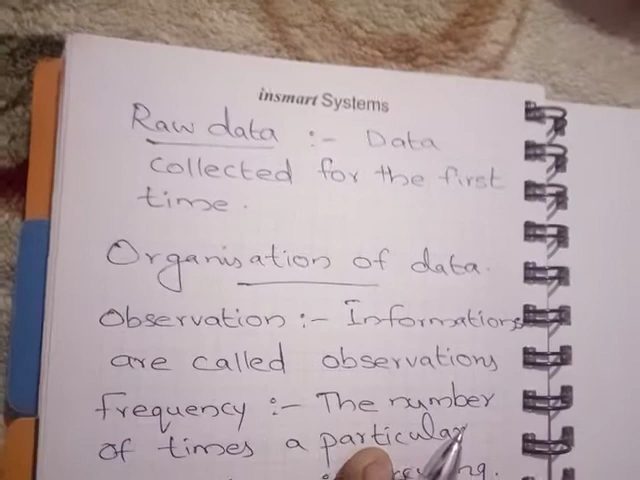 insmart Systems
Raw data :- Data
collected for the first
time.
Organisation of data.
Observation :- Informations
are called observations
frequency :- The number
of times a particular